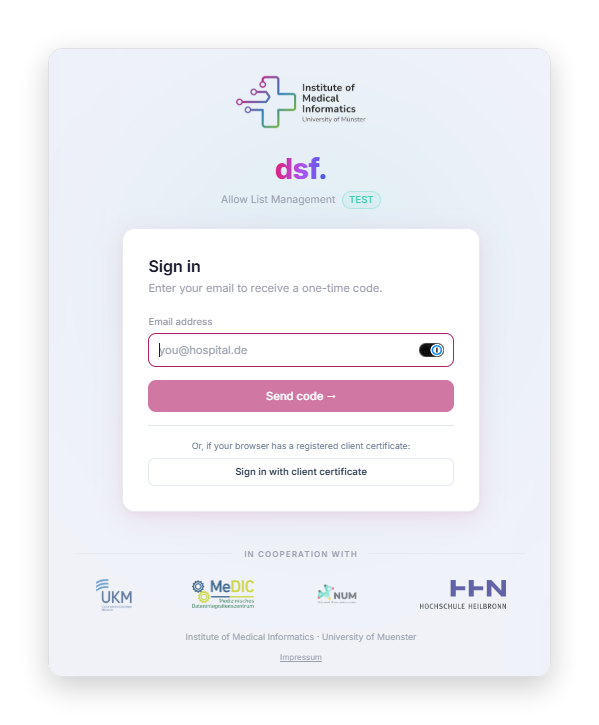 Institute of
Medical
Informatics
University of Münster
dsf.
Allow List Management TEST
Sign in
Enter your email to receive a one-time code.
Email address
you@hospital.de
Send code →
Or, if your browser has a registered client certificate:
Sign in with client certificate
IN COOPERATION WITH
UKM
MeDIC
Medizinisches
Datenintegrationszentrum
NUM
HHN
HOCHSCHULE HEILBRONN
Institute of Medical Informatics · University of Muenster
Impressum